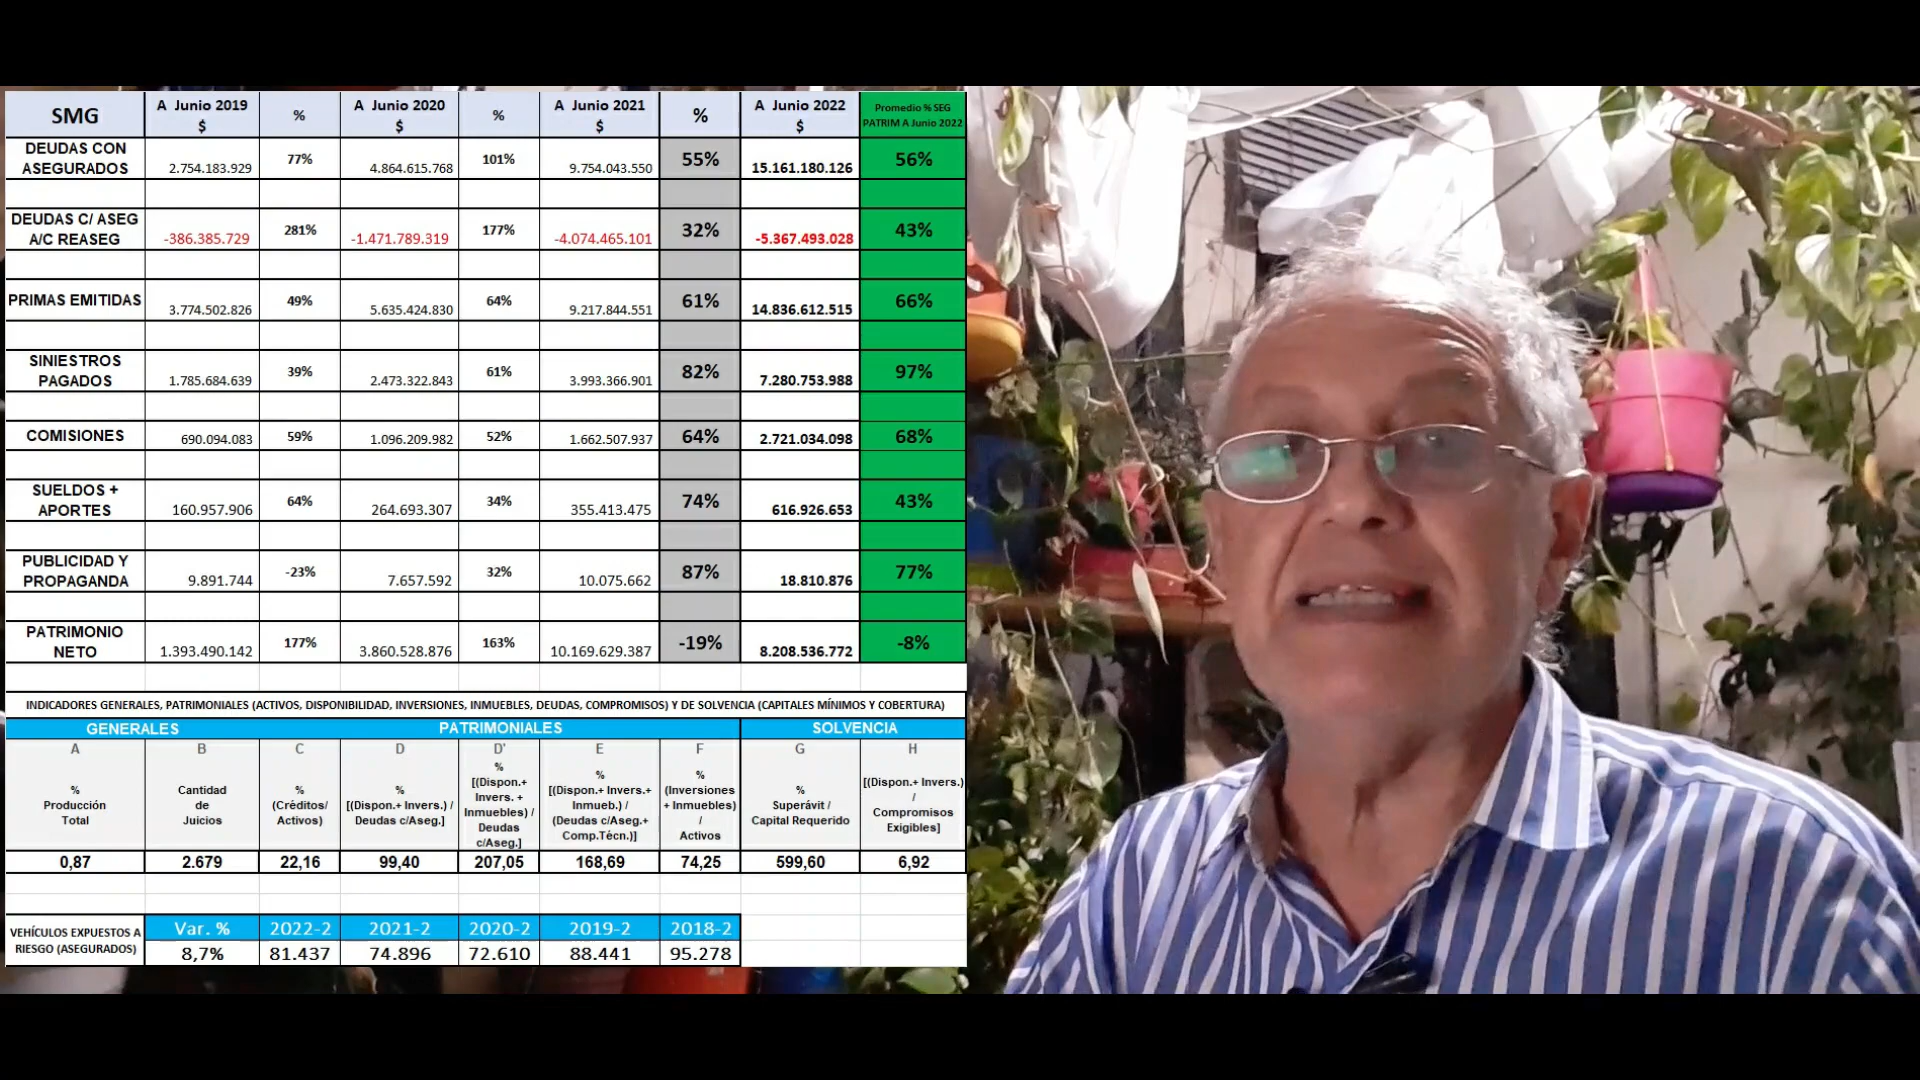 SMG A Junio 2019 $ % A Junio 2020 $ % A Junio 2021 $ % A Junio 2022 $ Promedio % SEG PATRIM A Junio 2022
DEUDAS CON ASEGURADOS 2.754.183.929 77% 4.864.615.768 101% 9.754.043.550 55% 15.161.180.126 56%
DEUDAS C/ ASEG A/C REASEG -386.385.729 281% -1.471.789.319 177% -4.074.465.101 32% -5.367.493.028 43%
PRIMAS EMITIDAS 3.774.502.826 49% 5.635.424.830 64% 9.217.844.551 61% 14.836.612.515 66%
SINIESTROS PAGADOS 1.785.684.639 39% 2.473.322.843 61% 3.993.366.901 82% 7.280.753.988 97%
COMISIONES 690.094.083 59% 1.096.209.982 52% 1.662.507.937 64% 2.721.034.098 68%
SUELDOS + APORTES 160.957.906 64% 264.693.307 34% 355.413.475 74% 616.926.653 43%
PUBLICIDAD Y PROPAGANDA 9.891.744 -23% 7.657.592 32% 10.075.662 87% 18.810.876 77%
PATRIMONIO NETO 1.393.490.142 177% 3.860.528.876 163% 10.169.629.387 -19% 8.208.536.772 -8%
INDICADORES GENERALES, PATRIMONIALES (ACTIVOS, DISPONIBILIDAD, INVERSIONES, INMUEBLES, DEUDAS, COMPROMISOS) Y DE SOLVENCIA (CAPITALES MÍNIMOS Y COBERTURA)
GENERALES PATRIMONIALES SOLVENCIA
A B C D D' E F G H
% Producción Total Cantidad de Juicios % (Créditos/ Activos) % [(Dispon.+ Invers.) / Deudas c/Aseg.] % [(Dispon.+ Invers. + Inmuebles) / Deudas c/Aseg.] % [(Dispon.+ Invers.+ Inmueb.) / (Deudas c/Aseg.+ Comp.Técn.)] % (Inversiones + Inmuebles) / Activos % Superávit / Capital Requerido [(Dispon.+ Invers.) / Compromisos Exigibles]
0,87 2.679 22,16 99,40 207,05 168,69 74,25 599,60 6,92
VEHÍCULOS EXPUESTOS A RIESGO (ASEGURADOS) Var. % 2022-2 2021-2 2020-2 2019-2 2018-2
8,7% 81.437 74.896 72.610 88.441 95.278